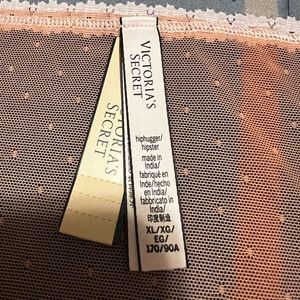 VICTORIA'S
SECRET
hiphugger/
hipster
made in
India/
fabriqué en
Inde/hecho
en India/
fabbricato in
India/
印度制造
XL/XG/
EG/
170/90A
VICTORIA'S
SECRET